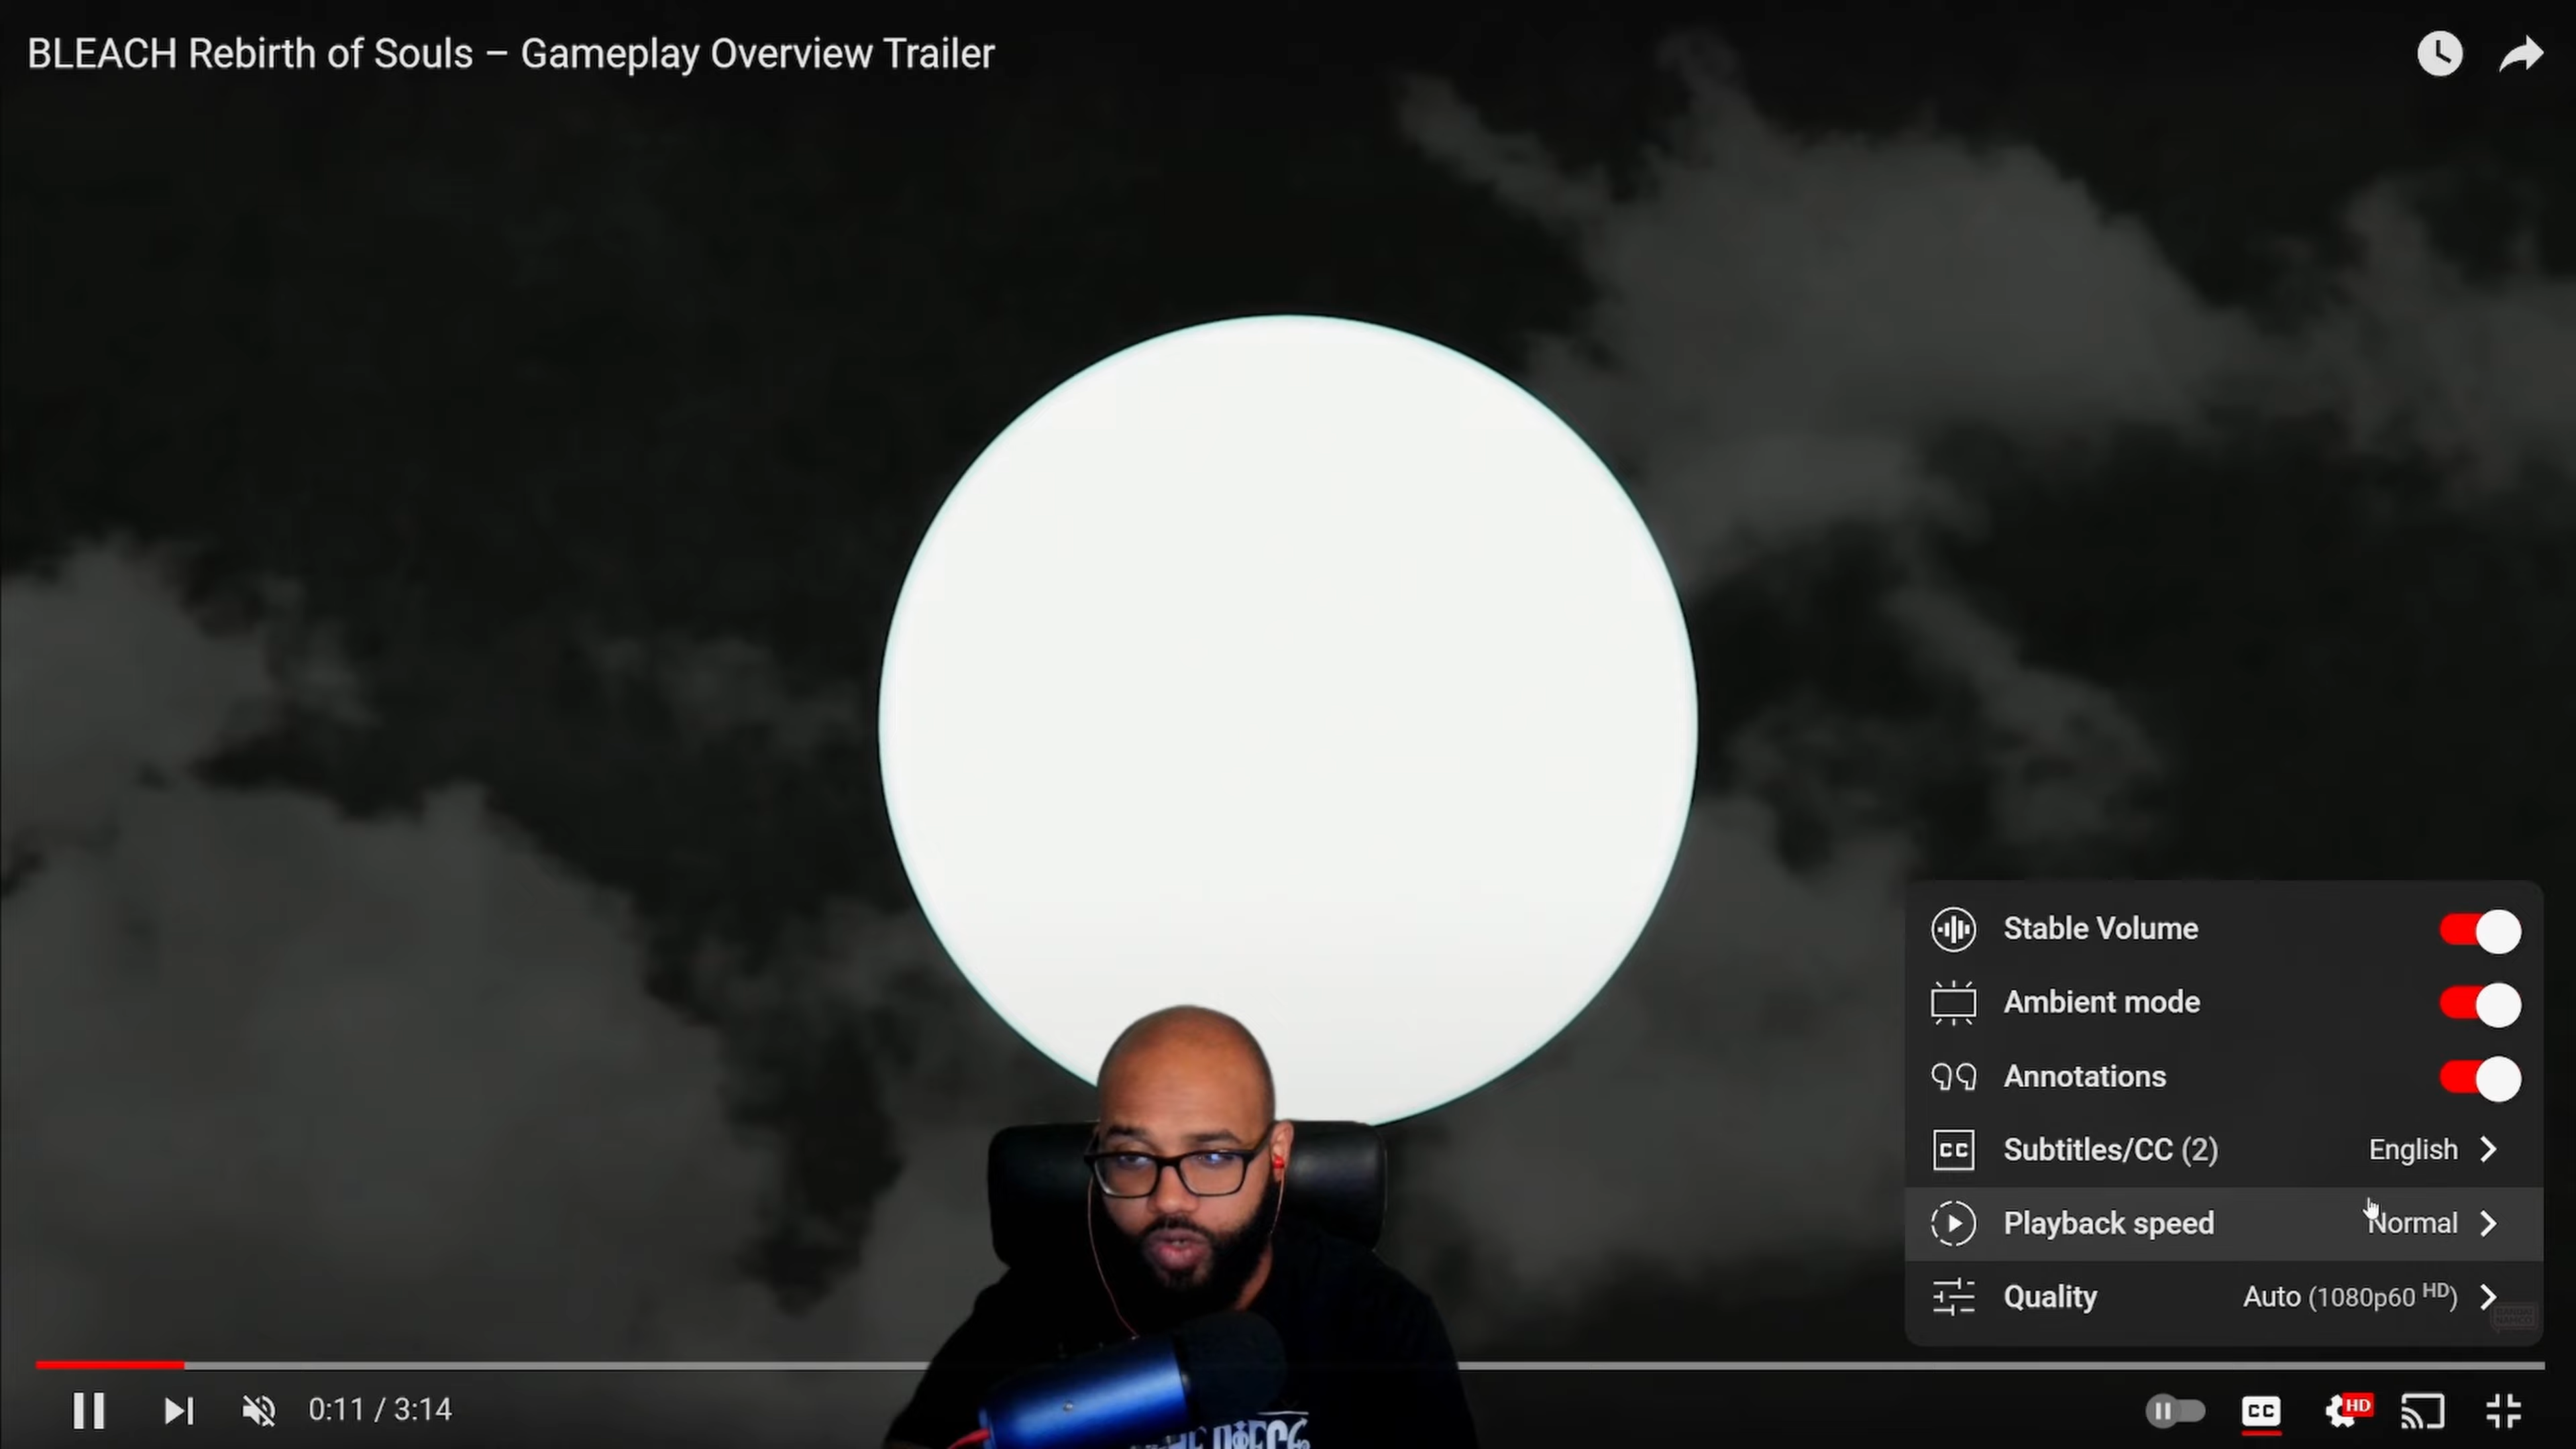 BLEACH Rebirth of Souls – Gameplay Overview Trailer
Stable Volume
Ambient mode
Annotations
CC Subtitles/CC (2) English
Playback speed Normal
Quality Auto (1080p60 HD)
0:11 / 3:14
CC
HD